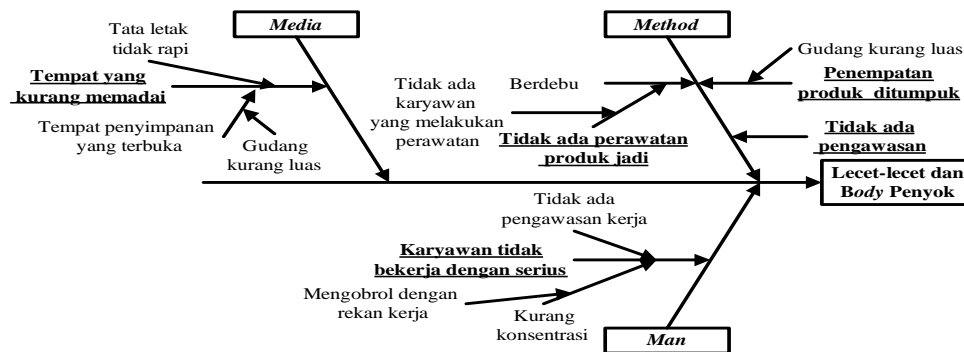 Media
Method
Tata letak
tidak rapi
Tempat yang
kurang memadai
Tempat penyimpanan
yang terbuka
Gudang
kurang luas
Tidak ada
karyawan
yang melakukan
perawatan
Berdebu
Tidak ada perawatan
produk jadi
Gudang kurang luas
Penempatan
produk ditumpuk
Tidak ada
pengawasan
Lecet-lecet dan
Body Penyok
Tidak ada
pengawasan kerja
Karyawan tidak
bekerja dengan serius
Mengobrol dengan
rekan kerja
Kurang
konsentrasi
Man